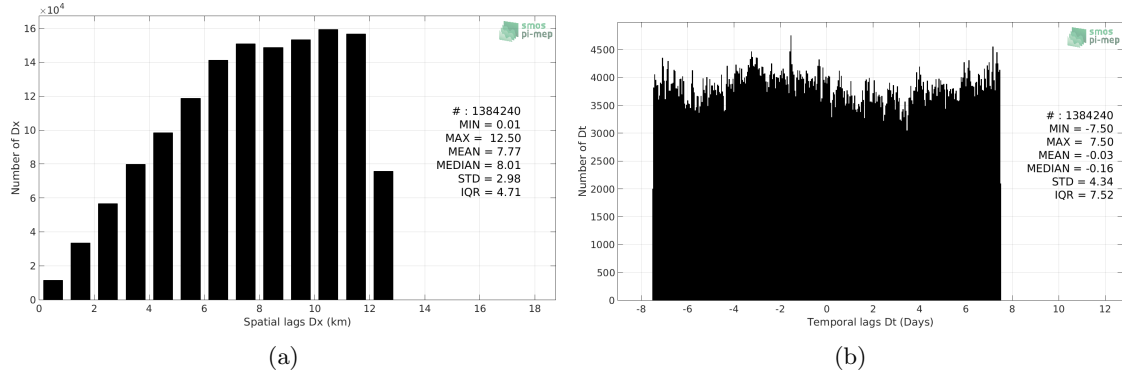 ×10⁴
16
14
12
10
8
6
4
2
0
Number of Dx
0 2 4 6 8 10 12 14 16 18
Spatial lags Dx (km)
smos
pi-mep
# : 1384240
MIN = 0.01
MAX = 12.50
MEAN = 7.77
MEDIAN = 8.01
STD = 2.98
IQR = 4.71
(a)
4500
4000
3500
3000
2500
2000
1500
1000
500
0
Number of Dt
-8 -6 -4 -2 0 2 4 6 8 10 12
Temporal lags Dt (Days)
smos
pi-mep
# : 1384240
MIN = -7.50
MAX = 7.50
MEAN = -0.03
MEDIAN = -0.16
STD = 4.34
IQR = 7.52
(b)